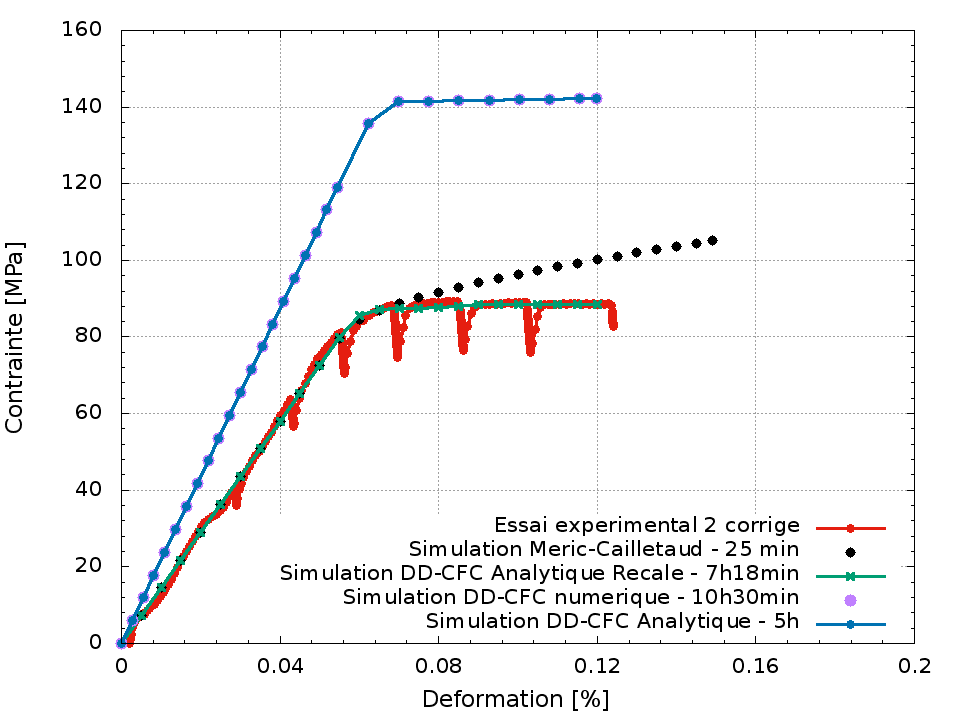 160
140
120
100
80
60
40
20
0
Contrainte [MPa]
Essai experimental 2 corrige
Simulation Meric-Cailletaud - 25 min
Simulation DD-CFC Analytique Recale - 7h18min
Simulation DD-CFC numerique - 10h30min
Simulation DD-CFC Analytique - 5h
0 0.04 0.08 0.12 0.16 0.2
Deformation [%]